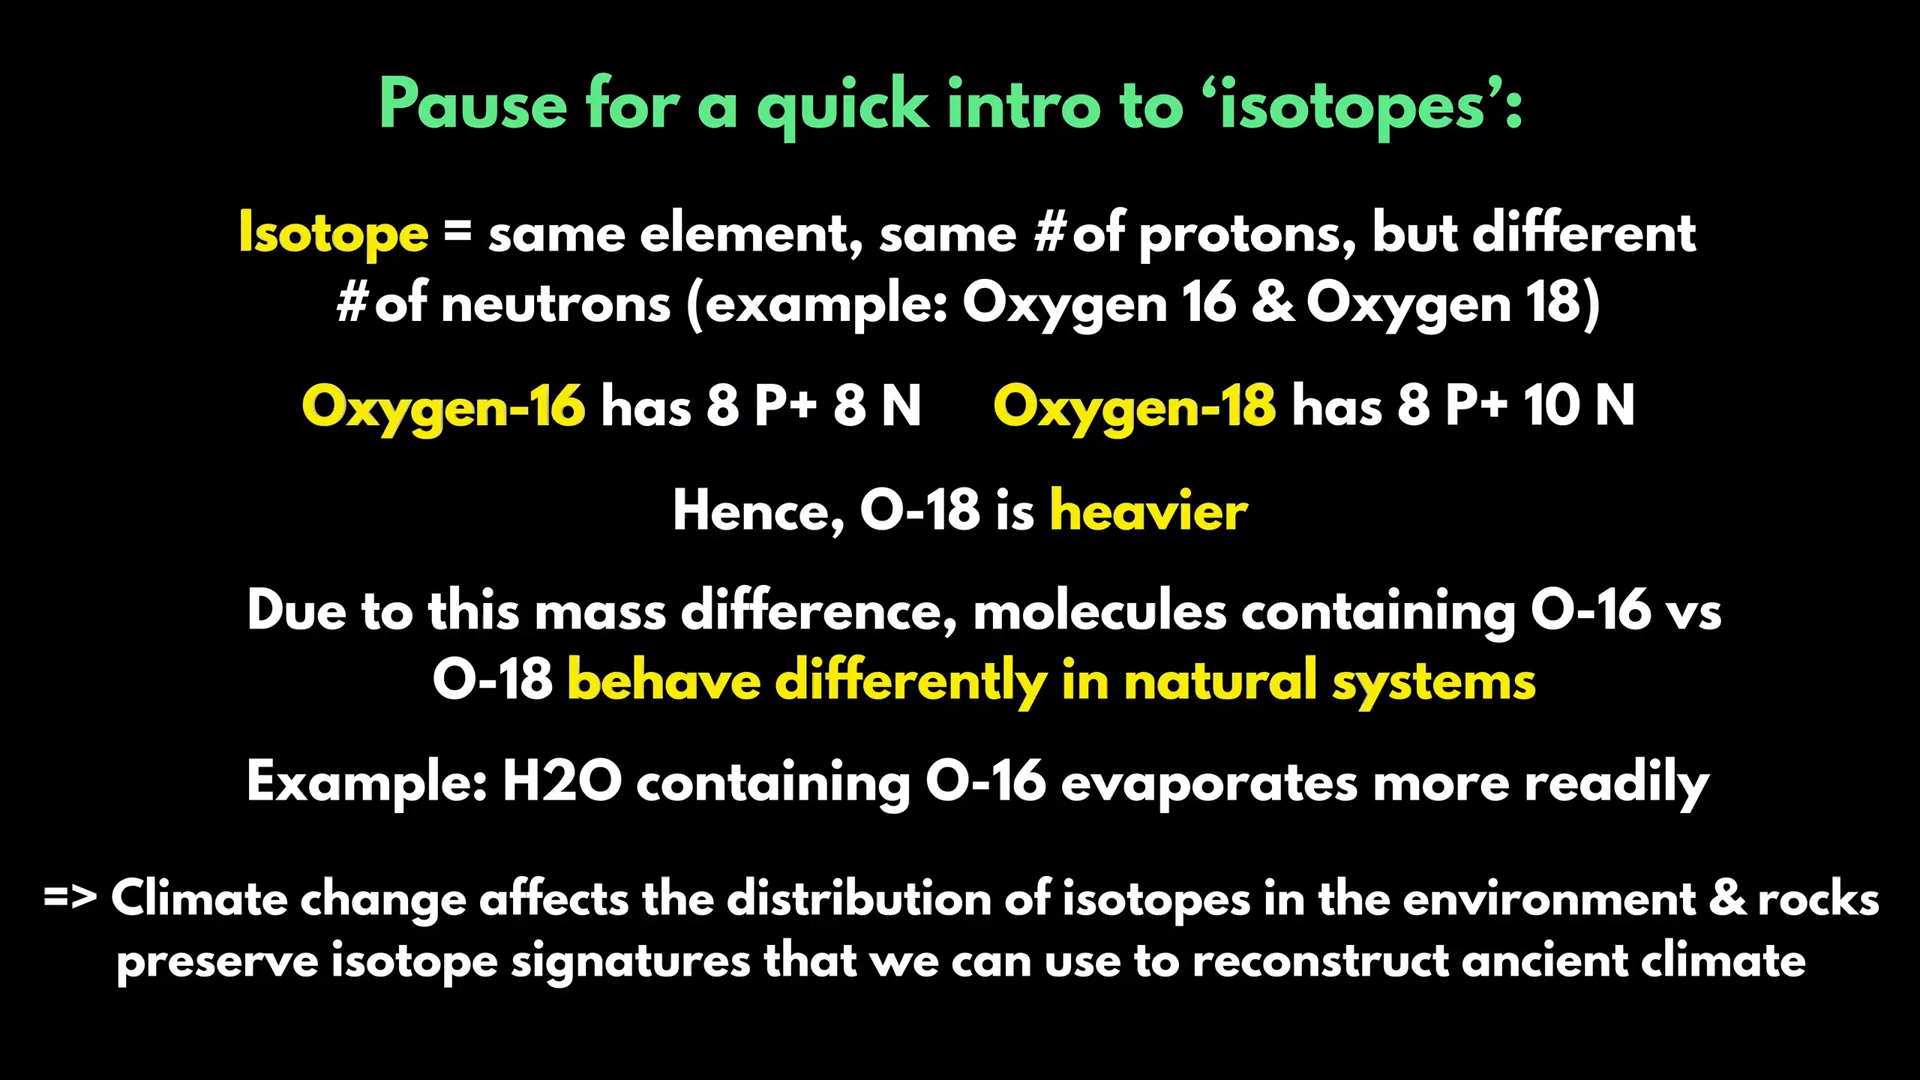 Pause for a quick intro to ‘isotopes’:
Isotope = same element, same # of protons, but different
# of neutrons (example: Oxygen 16 & Oxygen 18)
Oxygen-16 has 8 P+ 8 N Oxygen-18 has 8 P+ 10 N
Hence, O-18 is heavier
Due to this mass difference, molecules containing O-16 vs
O-18 behave differently in natural systems
Example: H2O containing O-16 evaporates more readily
=> Climate change affects the distribution of isotopes in the environment & rocks
preserve isotope signatures that we can use to reconstruct ancient climate